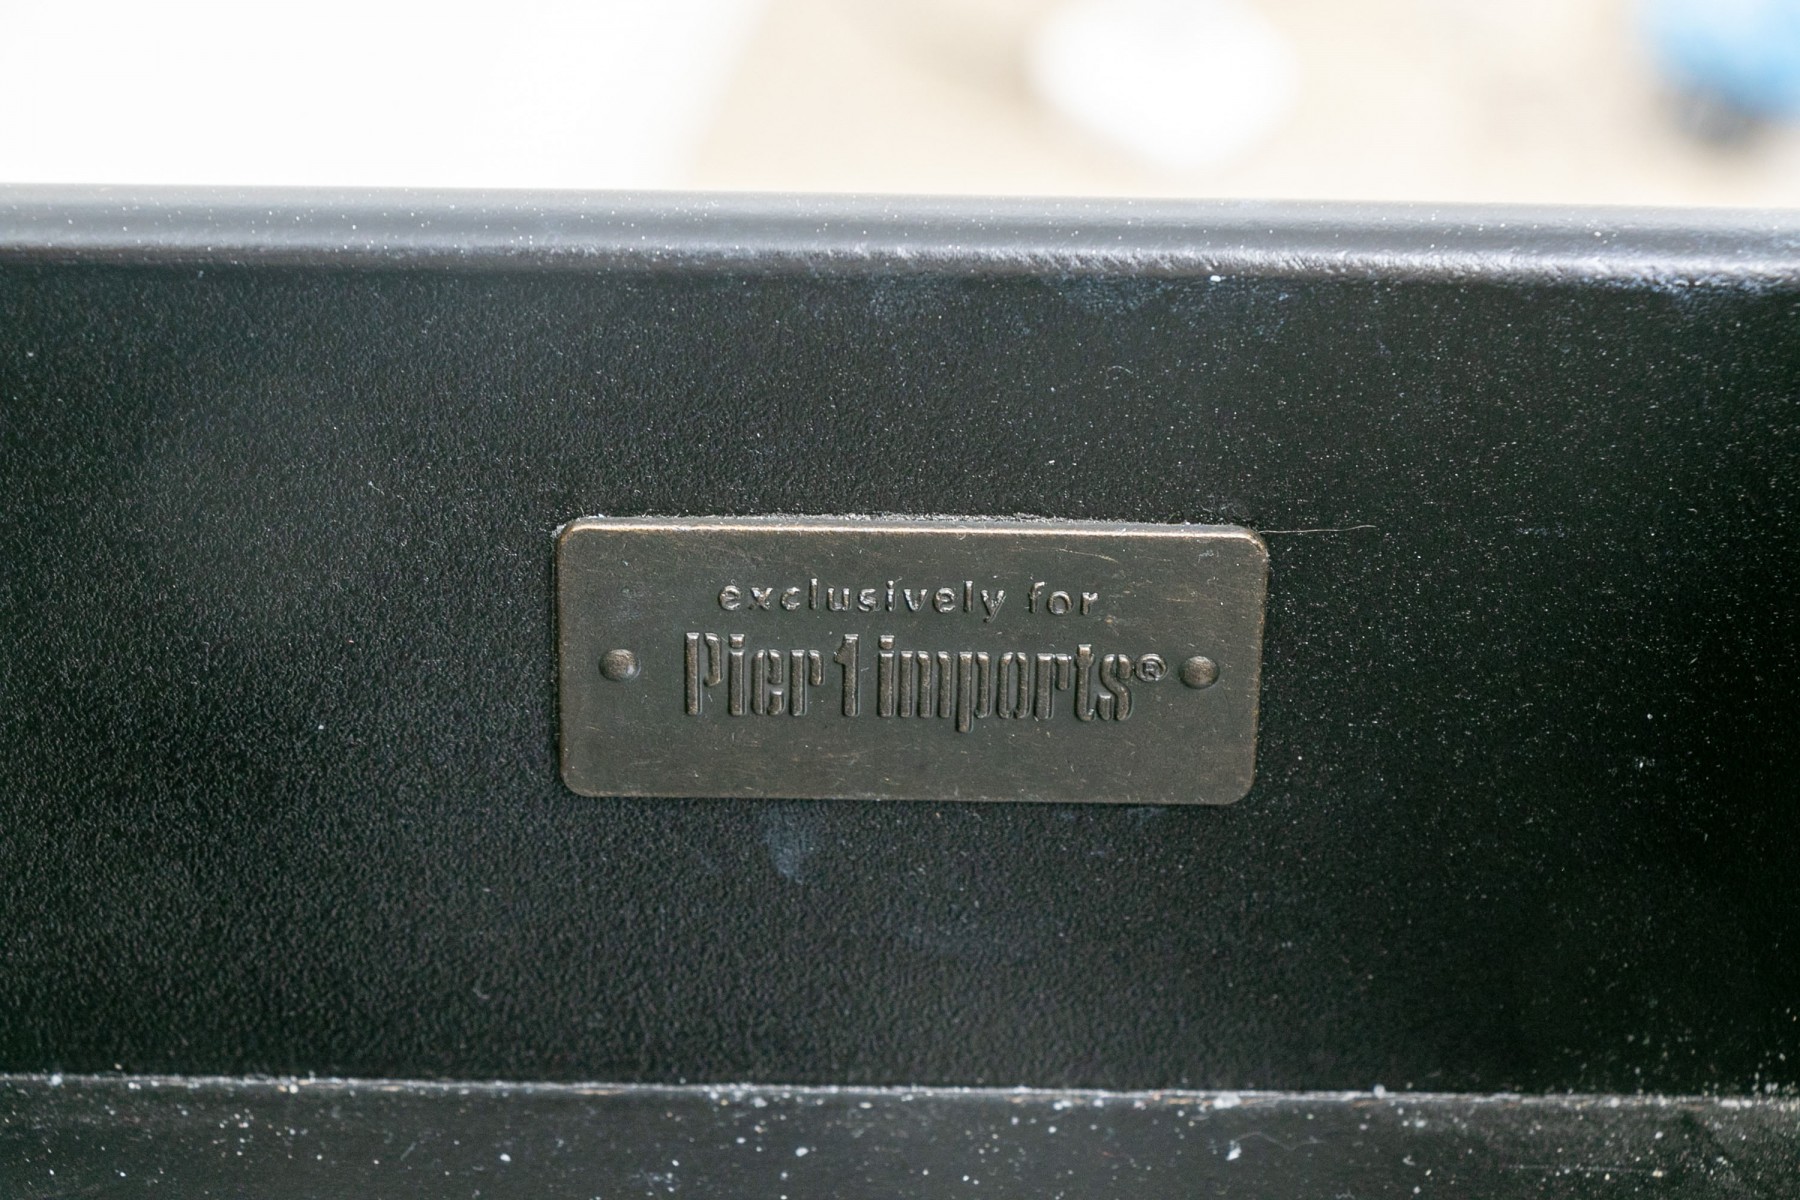 exclusively for
Pier 1 imports®